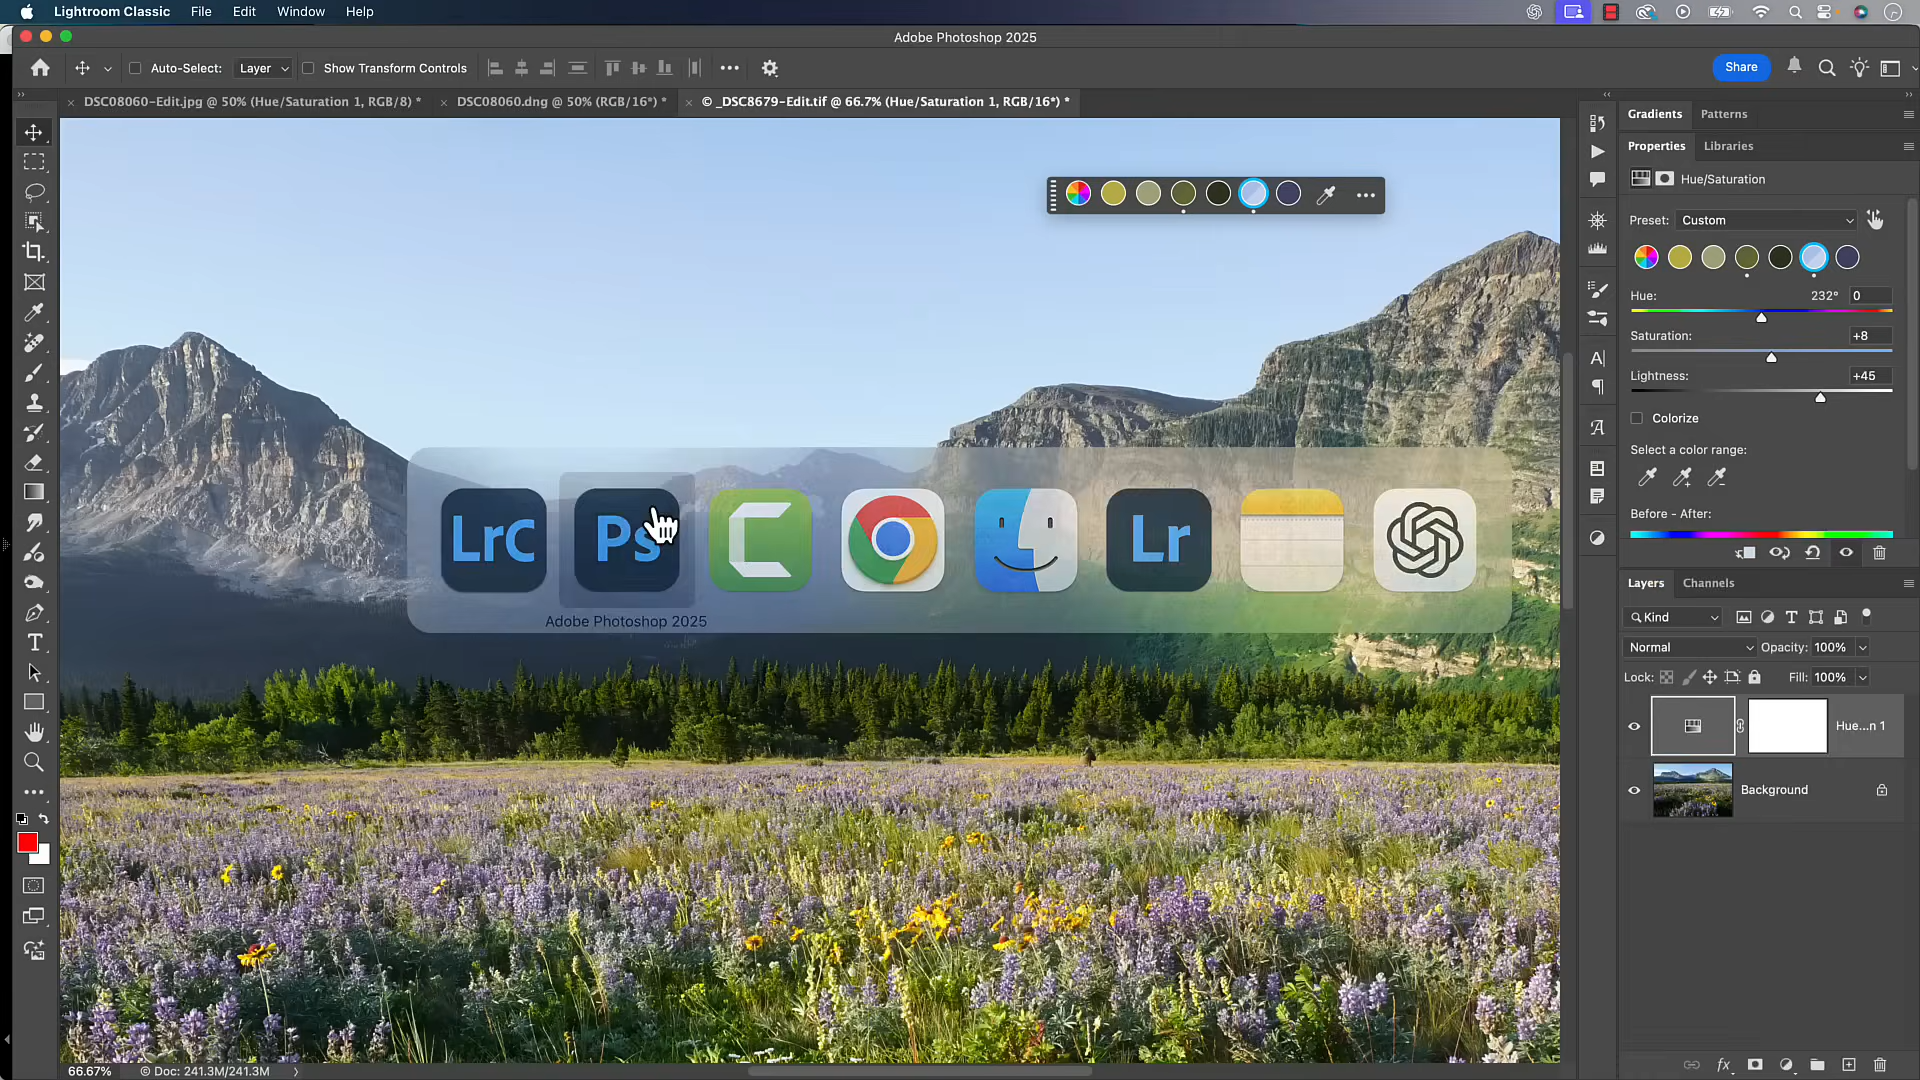 Lightroom Classic File Edit Window Help
Adobe Photoshop 2025
Auto-Select: Layer Show Transform Controls Share
DSC08060-Edit.jpg @ 50% (Hue/Saturation 1, RGB/8) *
DSC08060.dng @ 50% (RGB/16*) *
© _DSC8679-Edit.tif @ 66.7% (Hue/Saturation 1, RGB/16*) *
Gradients Patterns
Properties Libraries
Hue/Saturation
Preset: Custom
Hue: 232° 0
Saturation: +8
Lightness: +45
Colorize
Select a color range:
Before - After:
LrC Ps Lr
Adobe Photoshop 2025
Layers Channels
Kind
Normal Opacity: 100%
Lock: Fill: 100%
Hue...n 1
Background
66.67% © Doc: 241.3M/241.3M
fx